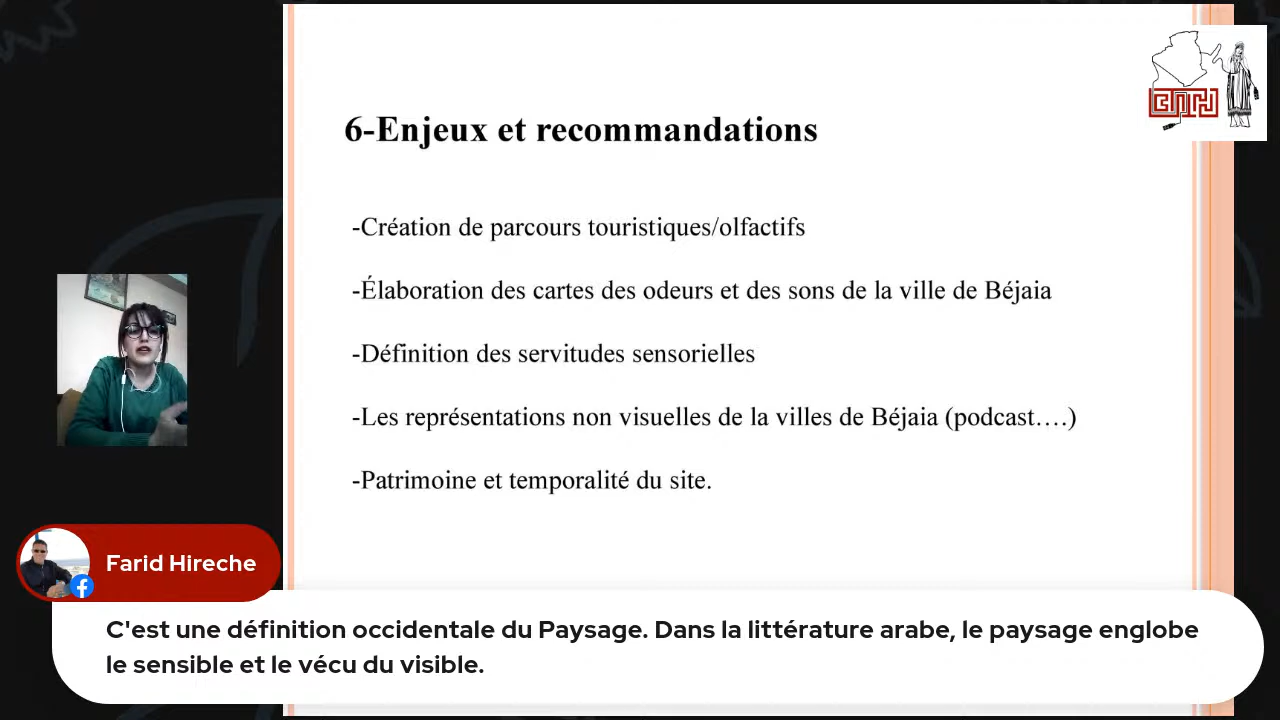 6-Enjeux et recommandations
-Création de parcours touristiques/olfactifs
-Élaboration des cartes des odeurs et des sons de la ville de Béjaia
-Définition des servitudes sensorielles
-Les représentations non visuelles de la villes de Béjaia (podcast….)
-Patrimoine et temporalité du site.
Farid Hireche
C'est une définition occidentale du Paysage. Dans la littérature arabe, le paysage englobe
le sensible et le vécu du visible.